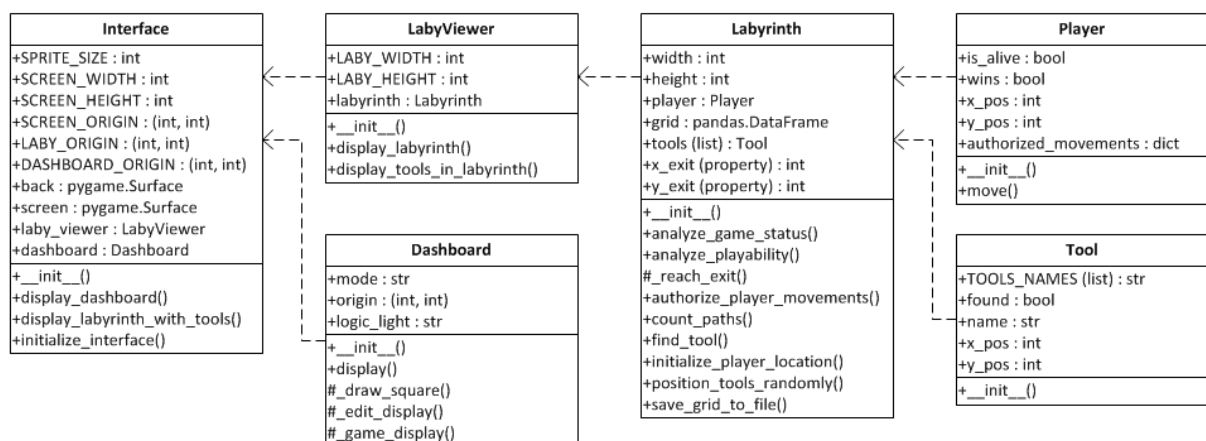 Interface
+SPRITE_SIZE : int
+SCREEN_WIDTH : int
+SCREEN_HEIGHT : int
+SCREEN_ORIGIN : (int, int)
+LABY_ORIGIN : (int, int)
+DASHBOARD_ORIGIN : (int, int)
+back : pygame.Surface
+screen : pygame.Surface
+laby_viewer : LabyViewer
+dashboard : Dashboard
+__init__()
+display_dashboard()
+display_labyrinth_with_tools()
+initialize_interface()
LabyViewer
+LABY_WIDTH : int
+LABY_HEIGHT : int
+labyrinth : Labyrinth
+__init__()
+display_labyrinth()
+display_tools_in_labyrinth()
Dashboard
+mode : str
+origin : (int, int)
+logic_light : str
+__init__()
+display()
#_draw_square()
#_edit_display()
#_game_display()
Labyrinth
+width : int
+height : int
+player : Player
+grid : pandas.DataFrame
+tools (list) : Tool
+x_exit (property) : int
+y_exit (property) : int
+__init__()
+analyze_game_status()
+analyze_playability()
#_reach_exit()
+authorize_player_movements()
+count_paths()
+find_tool()
+initialize_player_location()
+position_tools_randomly()
+save_grid_to_file()
Player
+is_alive : bool
+wins : bool
+x_pos : int
+y_pos : int
+authorized_movements : dict
+__init__()
+move()
Tool
+TOOLS_NAMES (list) : str
+found : bool
+name : str
+x_pos : int
+y_pos : int
+__init__()